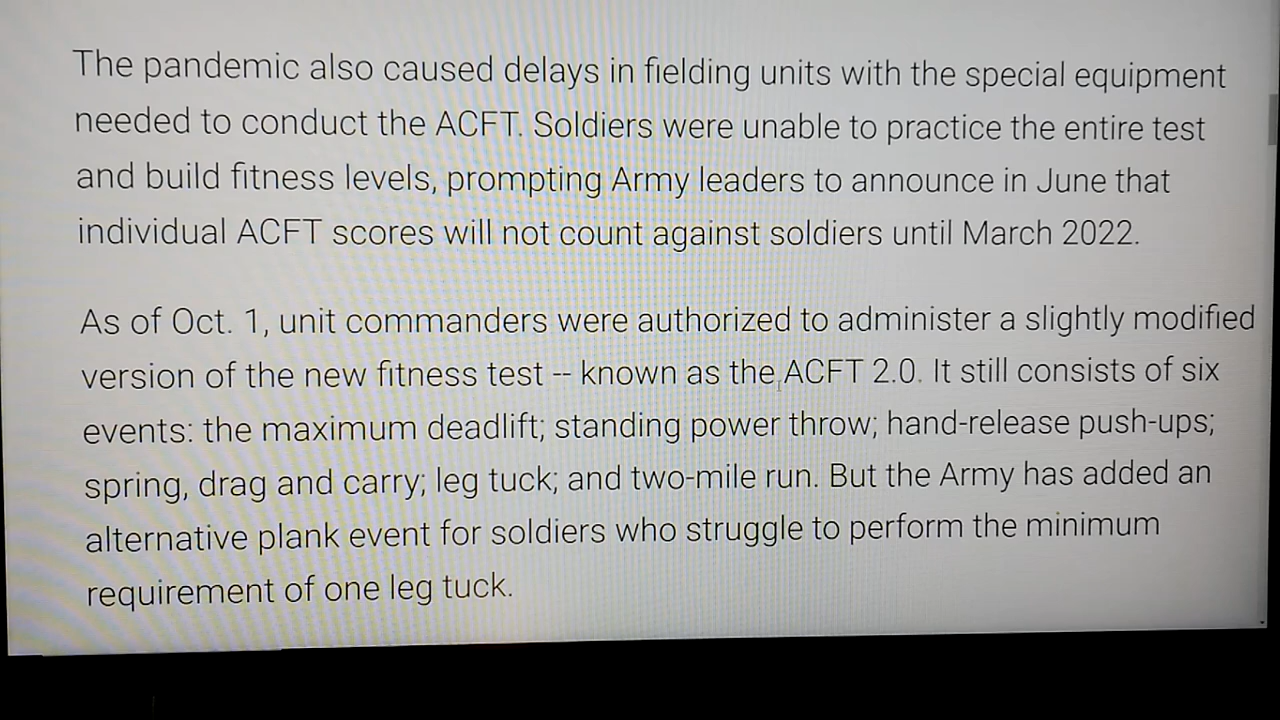 The pandemic also caused delays in fielding units with the special equipment
needed to conduct the ACFT. Soldiers were unable to practice the entire test
and build fitness levels, prompting Army leaders to announce in June that
individual ACFT scores will not count against soldiers until March 2022.
As of Oct. 1, unit commanders were authorized to administer a slightly modified
version of the new fitness test -- known as the ACFT 2.0. It still consists of six
events: the maximum deadlift; standing power throw; hand-release push-ups;
spring, drag and carry; leg tuck; and two-mile run. But the Army has added an
alternative plank event for soldiers who struggle to perform the minimum
requirement of one leg tuck.